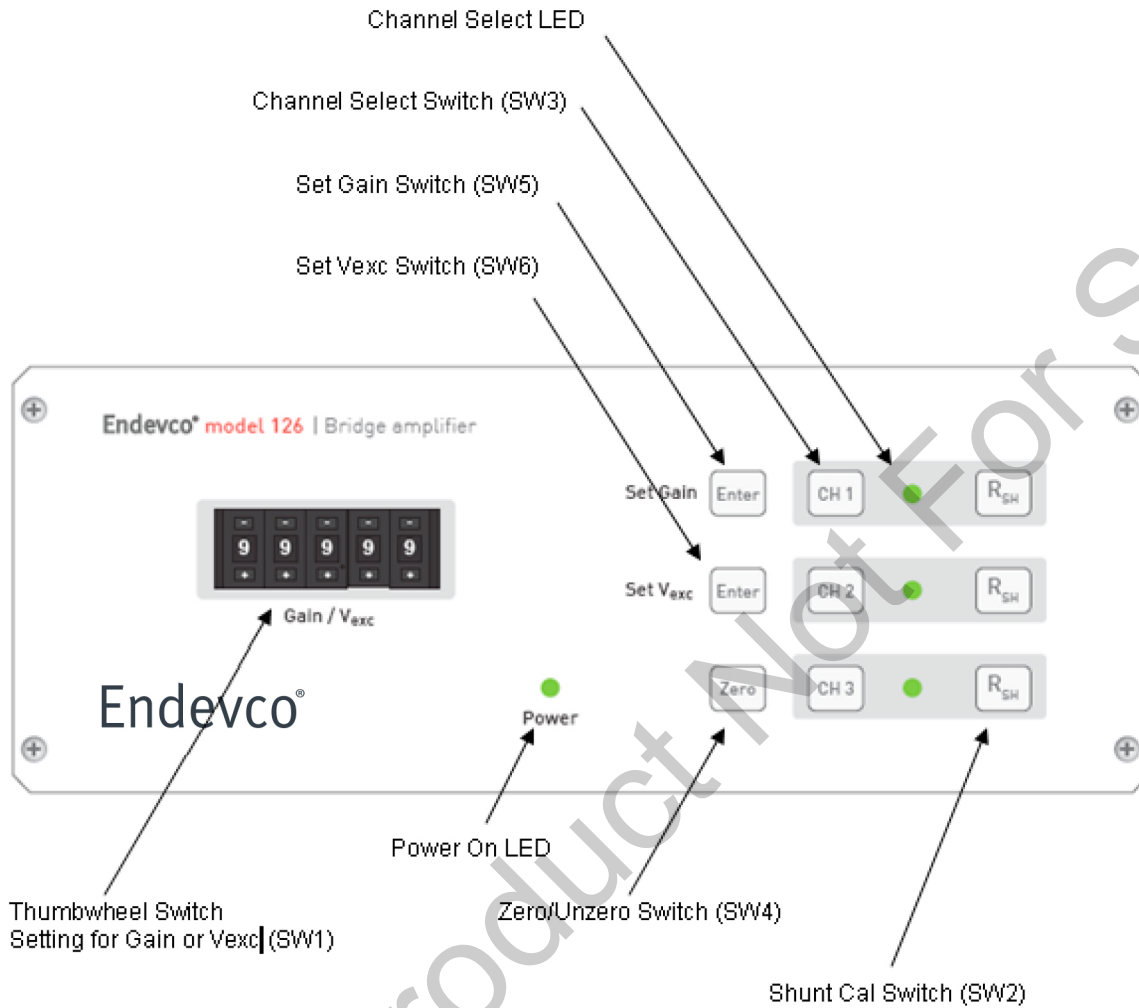 Channel Select LED
Channel Select Switch (SW3)
Set Gain Switch (SW5)
Set Vexc Switch (SW6)
Endevco® model 126 | Bridge amplifier
Set Gain Enter CH 1 RSH
9 9 9 9 9
Set Vexc Enter CH 2 RSH
Gain / Vexc
Endevco®
Power
Zero CH 3 RSH
Power On LED
Thumbwheel Switch
Setting for Gain or Vexc (SW1)
Zero/Unzero Switch (SW4)
Shunt Cal Switch (SW2)
Product Not For S